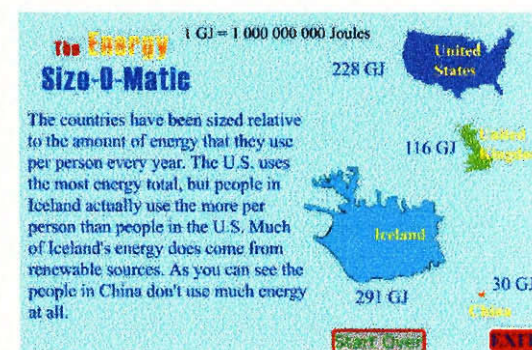 1 GJ = 1 000 000 000 Joules
The Energy
Size-O-Matic
228 GJ
United
States
The countries have been sized relative
to the amount of energy that they use
per person every year. The U.S. uses
the most energy total, but people in
Iceland actually use the more per
person than people in the U.S. Much
of Iceland's energy does come from
renewable sources. As you can see the
people in China don't use much energy
at all.
116 GJ
United
Kingdom
Iceland
291 GJ
30 GJ
China
Start Over
EXIT